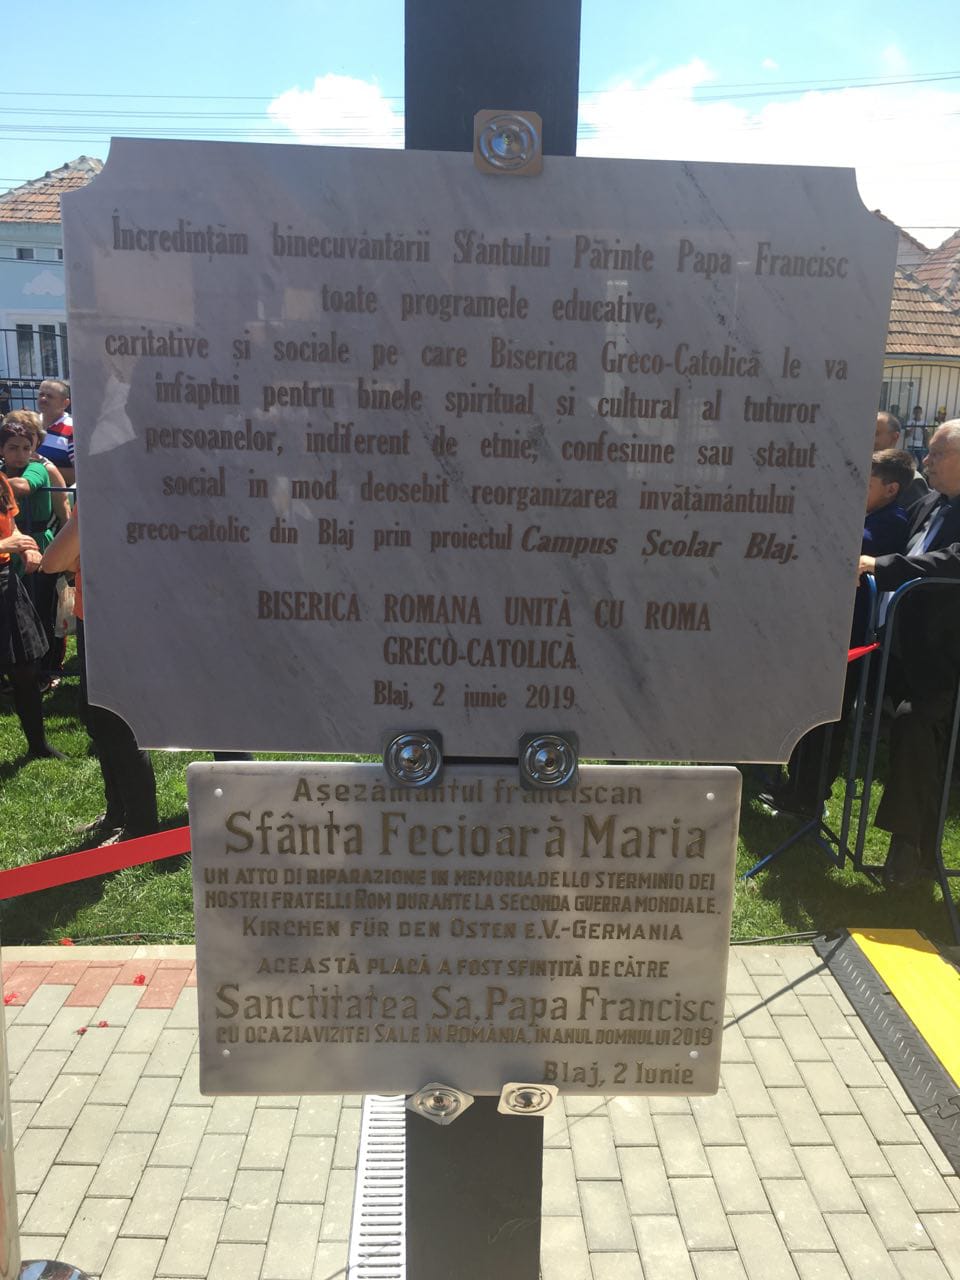 Încredințăm binecuvântării Sfântului Părinte Papa Francisc
toate programele educative,
caritative și sociale pe care Biserica Greco-Catolică le va
înfăptui pentru binele spiritual și cultural al tuturor
persoanelor, indiferent de etnie, confesiune sau statut
social în mod deosebit reorganizarea învățământului
greco-catolic din Blaj prin proiectul Campus Școlar Blaj.
BISERICA ROMANA UNITĂ CU ROMA
GRECO-CATOLICĂ
Blaj, 2 iunie 2019
Așezământul franciscan
Sfânta Fecioară Maria
UN ATTO DI RIPARAZIONE IN MEMORIA DELLO STERMINIO DEI
NOSTRI FRATELLI ROM DURANTE LA SECONDA GUERRA MONDIALE.
KIRCHEN FÜR DEN OSTEN E.V.-GERMANIA
ACEASTĂ PLACĂ A FOST SFINȚITĂ DE CĂTRE
Sanctitatea Sa, Papa Francisc,
CU OCAZIA VIZITEI SALE ÎN ROMÂNIA, ÎN ANUL DOMNULUI 2019
Blaj, 2 Iunie